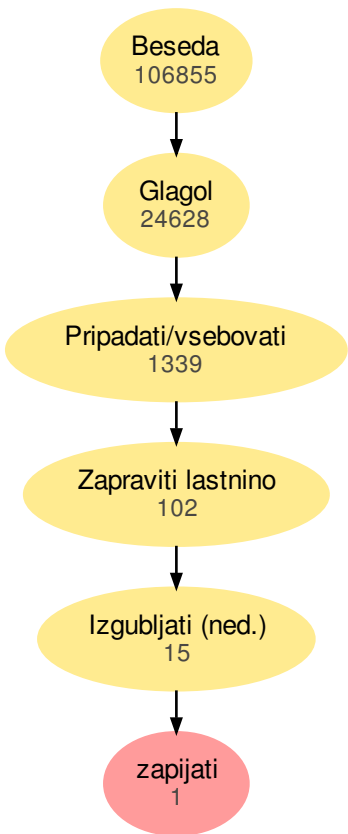 Beseda
106855
Glagol
24628
Pripadati/vsebovati
1339
Zapraviti lastnino
102
Izgubljati (ned.)
15
zapijati
1